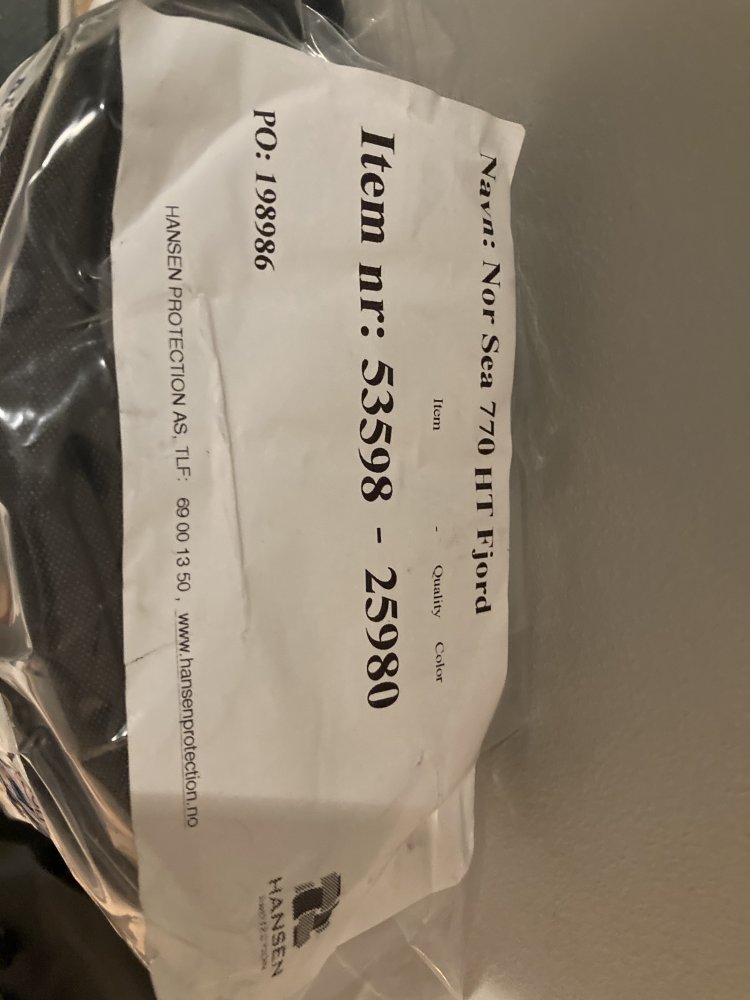 Navn: Nor Sea 770 HT Fjord
Item - Quality Color
Item nr: 53598 - 25980
PO: 198986
HANSEN PROTECTION AS, TLF: 69 00 13 50 , www.hansenprotection.no
HANSEN
PROTECTION